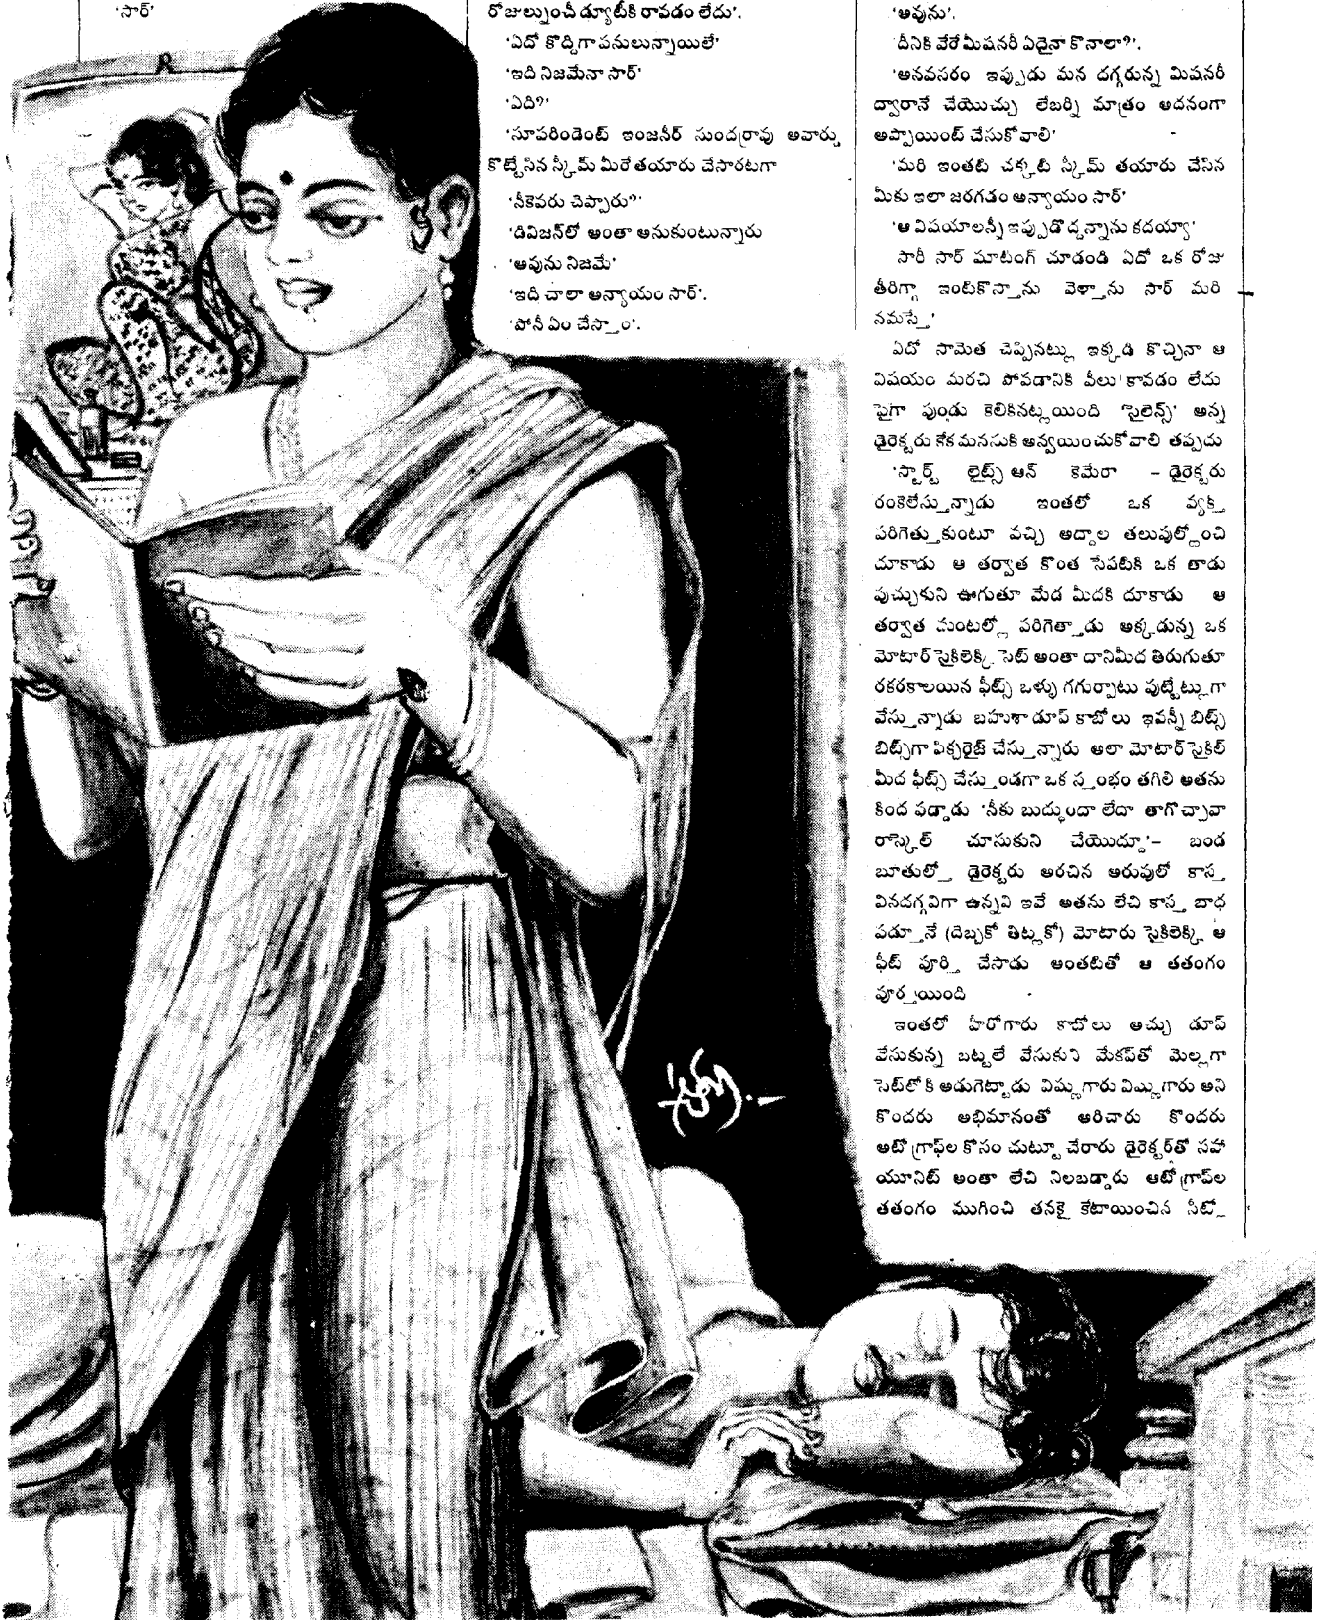 'సార్'
రోజుల్నుంచీ డ్యూటీకి రావడం లేదు'.
'ఏదో కొద్దిగా పనులున్నాయిలే'
'ఇది నిజమేనా సార్'
'ఏది?'
'సూపరిండెంట్ ఇంజనీర్ సుందర్రావు అవార్డు
కొట్టేసిన స్కీమ్ మీరే తయారు చేసారటగా
'నీకెవరు చెప్పారు?'
'డివిజన్‌లో అంతా అనుకుంటున్నారు
'అవును నిజమే'
'ఇది చాలా అన్యాయం సార్'.
'పోనీ ఏం చేస్తాం'.
'అవును'.
దీనికి వేరే మీషనరీ ఏదైనా కొనాలా?'.
'అనవసరం ఇప్పుడు మన దగ్గరున్న మిషనరీ
ద్వారానే చేయొచ్చు లేబర్ని మాత్రం అదనంగా
అప్పాయింట్ చేసుకోవాలి'
'మరి ఇంతటి చక్కటి స్కీమ్ తయారు చేసిన
మీకు ఇలా జరగడం అన్యాయం సార్'
'ఆ విషయాలన్నీ ఇప్పుడొద్దన్నాను కదయ్యా'
సారీ సార్ షూటింగ్ చూడండి ఏదో ఒక రోజు
తీరిగ్గా ఇంటికొస్తాను వెళ్తాను సార్ మరి
నమస్తే'
ఏదో సామెత చెప్పినట్లు ఇక్కడి కొచ్చినా ఆ
విషయం మరచి పోవడానికి వీలు కావడం లేదు
పైగా పుండు కెలికినట్లయింది 'సైలెన్స్' అన్న
డైరెక్టరు కేక మనసుకి అన్వయించుకోవాలి తప్పదు
'స్టార్ట్ లైట్స్ ఆన్ కెమేరా - డైరెక్టరు
రంకెలేస్తున్నాడు ఇంతలో ఒక వ్యక్తి
పరిగెత్తుకుంటూ వచ్చి అద్దాల తలుపుల్లోంచి
దూకాడు ఆ తర్వాత కొంత సేపటికి ఒక తాడు
పుచ్చుకుని ఊగుతూ మేడ మీదకి దూకాడు ఆ
తర్వాత మంటల్లో పరిగెత్తాడు అక్కడున్న ఒక
మోటార్ సైకిలెక్కి సెట్ అంతా దానిమీద తిరుగుతూ
రకరకాలయిన ఫీట్స్ ఒళ్ళు గగుర్పాటు పుట్టేట్లుగా
వేస్తున్నాడు బహుశా డూప్ కాబోలు ఇవన్నీ బిట్స్
బిట్స్‌గా పిక్చరైజ్ చేస్తున్నారు అలా మోటార్ సైకిల్
మీద ఫీట్స్ చేస్తుండగా ఒక స్తంభం తగిలి అతను
కింద పడ్డాడు 'నీకు బుద్ధుందా లేదా తాగొచ్చావా
రాస్కెల్ చూసుకుని చేయొద్దూ'- బండ
బూతుల్తో డైరెక్టరు అరచిన అరుపులో కాస్త
వినదగ్గవిగా ఉన్నవి ఇవే అతను లేచి కాస్త బాధ
పడ్తూనే (దెబ్బకో తిట్లకో) మోటారు సైకిలెక్కి ఆ
ఫీట్ పూర్తి చేసాడు అంతటితో ఆ తతంగం
పూర్తయింది
ఇంతలో హీరోగారు కాబోలు అచ్చు డూప్
వేసుకున్న బట్టలే వేసుకుని మేకప్‌తో మెల్లగా
సెట్‌లోకి అడుగెట్టాడు విష్ణుగారు విష్ణుగారు అని
కొందరు అభిమానంతో అరిచారు కొందరు
ఆటోగ్రాఫ్‌ల కోసం చుట్టూ చేరారు డైరెక్టర్‌తో సహా
యూనిట్ అంతా లేచి నిలబడ్డారు ఆటోగ్రాఫ్‌ల
తతంగం ముగించి తనకై కేటాయించిన సీట్లో